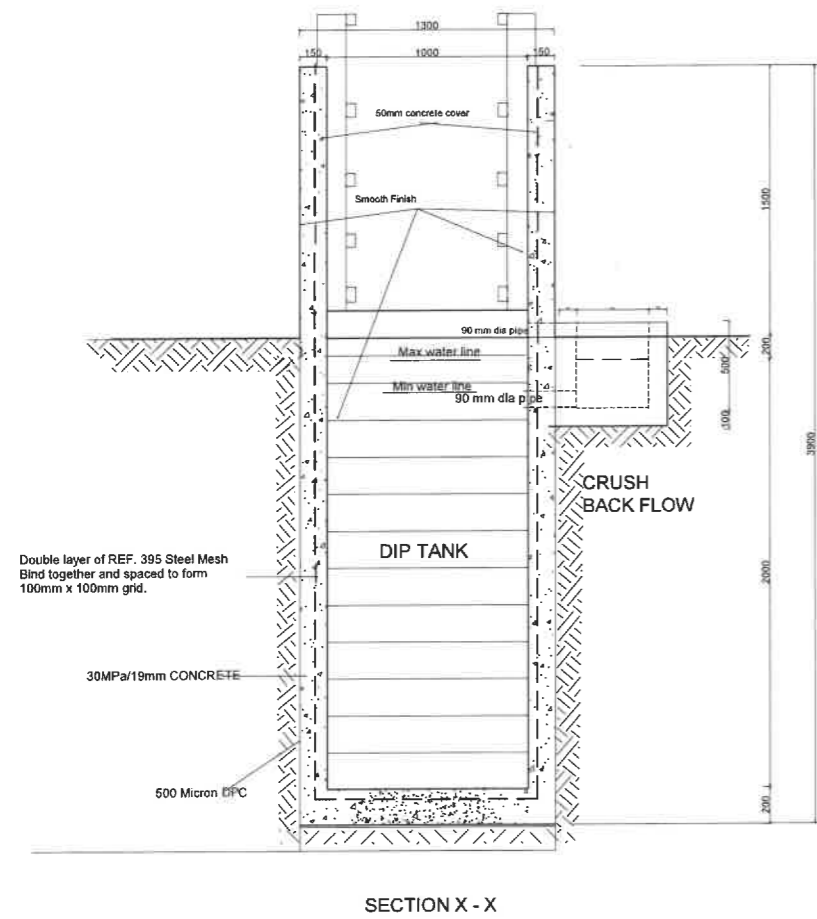 1300
150 1000 150
50mm concrete cover
1500
Smooth Finish
90 mm dia pipe
200
Max water line
500
Min water line
90 mm dia pipe
100
3900
CRUSH
BACK FLOW
DIP TANK
Double layer of REF. 395 Steel Mesh
Bind together and spaced to form
100mm x 100mm grid.
2000
30MPa/19mm CONCRETE
500 Micron DPC
200
SECTION X - X